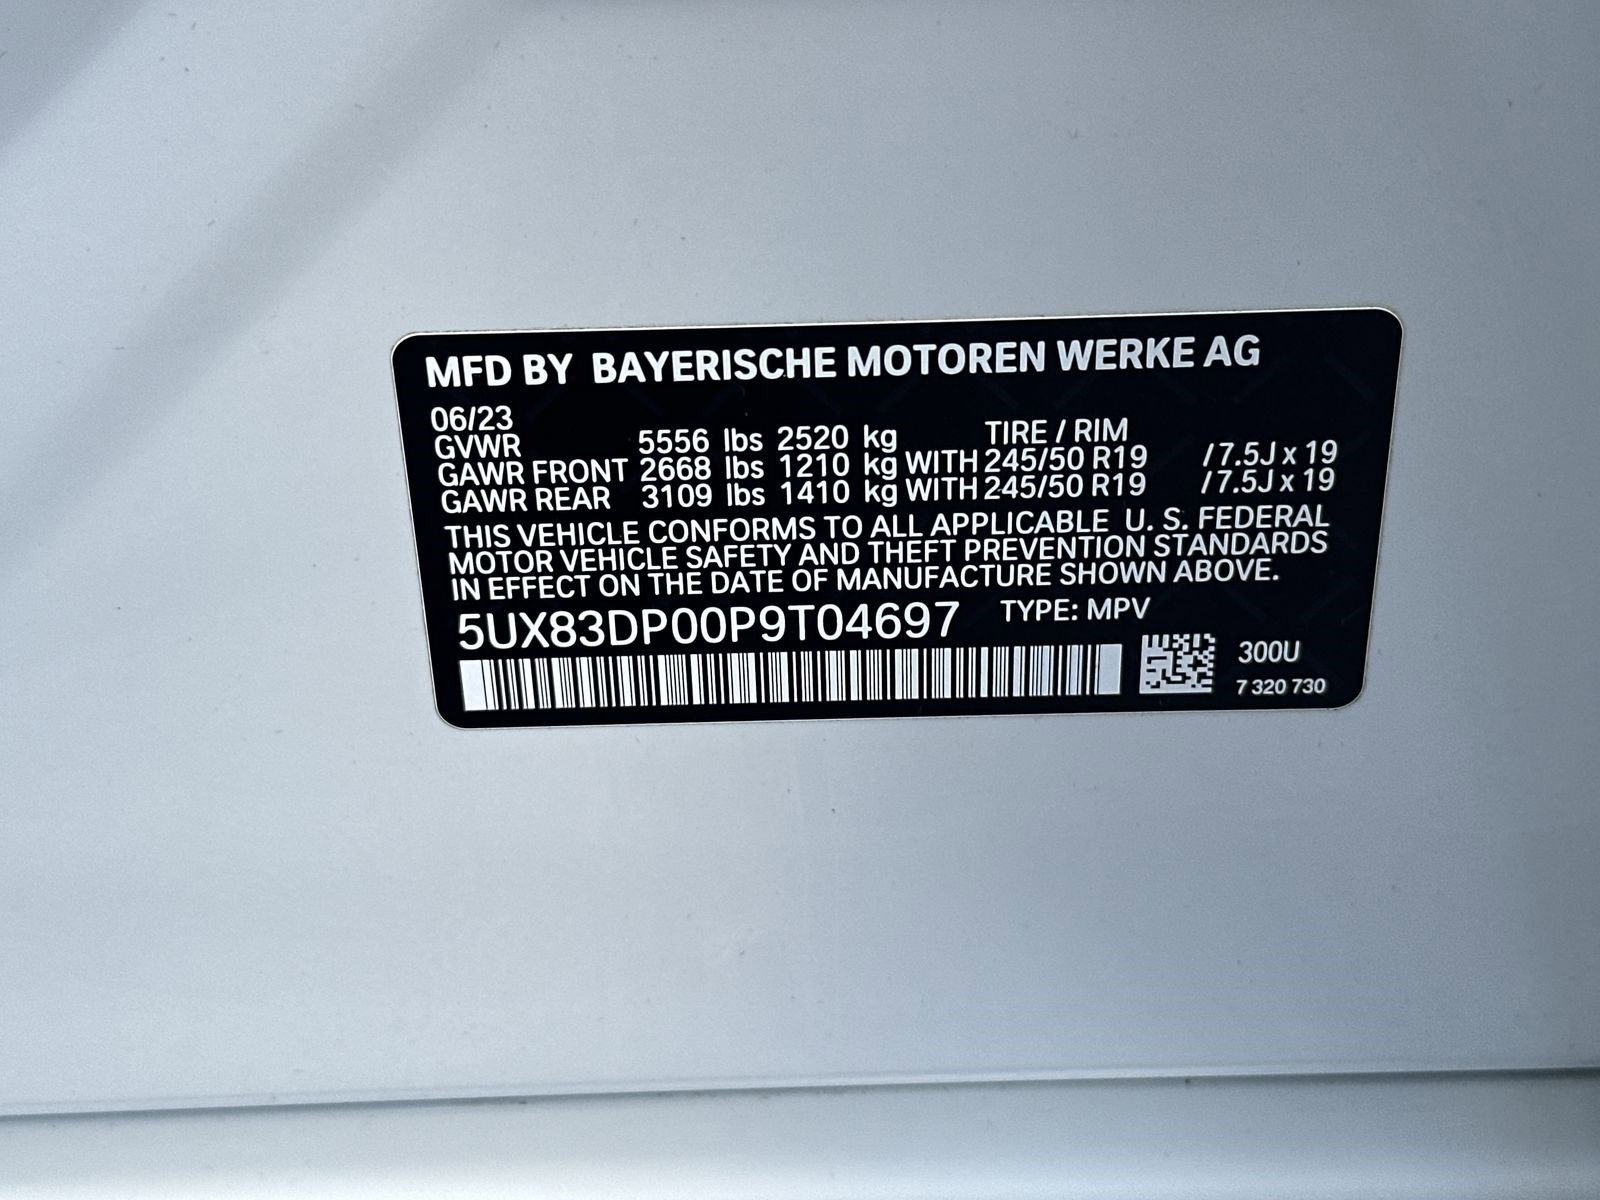 MFD BY BAYERISCHE MOTOREN WERKE AG
06/23
GVWR 5556 lbs 2520 kg TIRE / RIM
GAWR FRONT 2668 lbs 1210 kg WITH 245/50 R19 /7.5J x 19
GAWR REAR 3109 lbs 1410 kg WITH 245/50 R19 /7.5J x 19
THIS VEHICLE CONFORMS TO ALL APPLICABLE U. S. FEDERAL
MOTOR VEHICLE SAFETY AND THEFT PREVENTION STANDARDS
IN EFFECT ON THE DATE OF MANUFACTURE SHOWN ABOVE.
5UX83DP00P9T04697 TYPE: MPV
300U
7 320 730